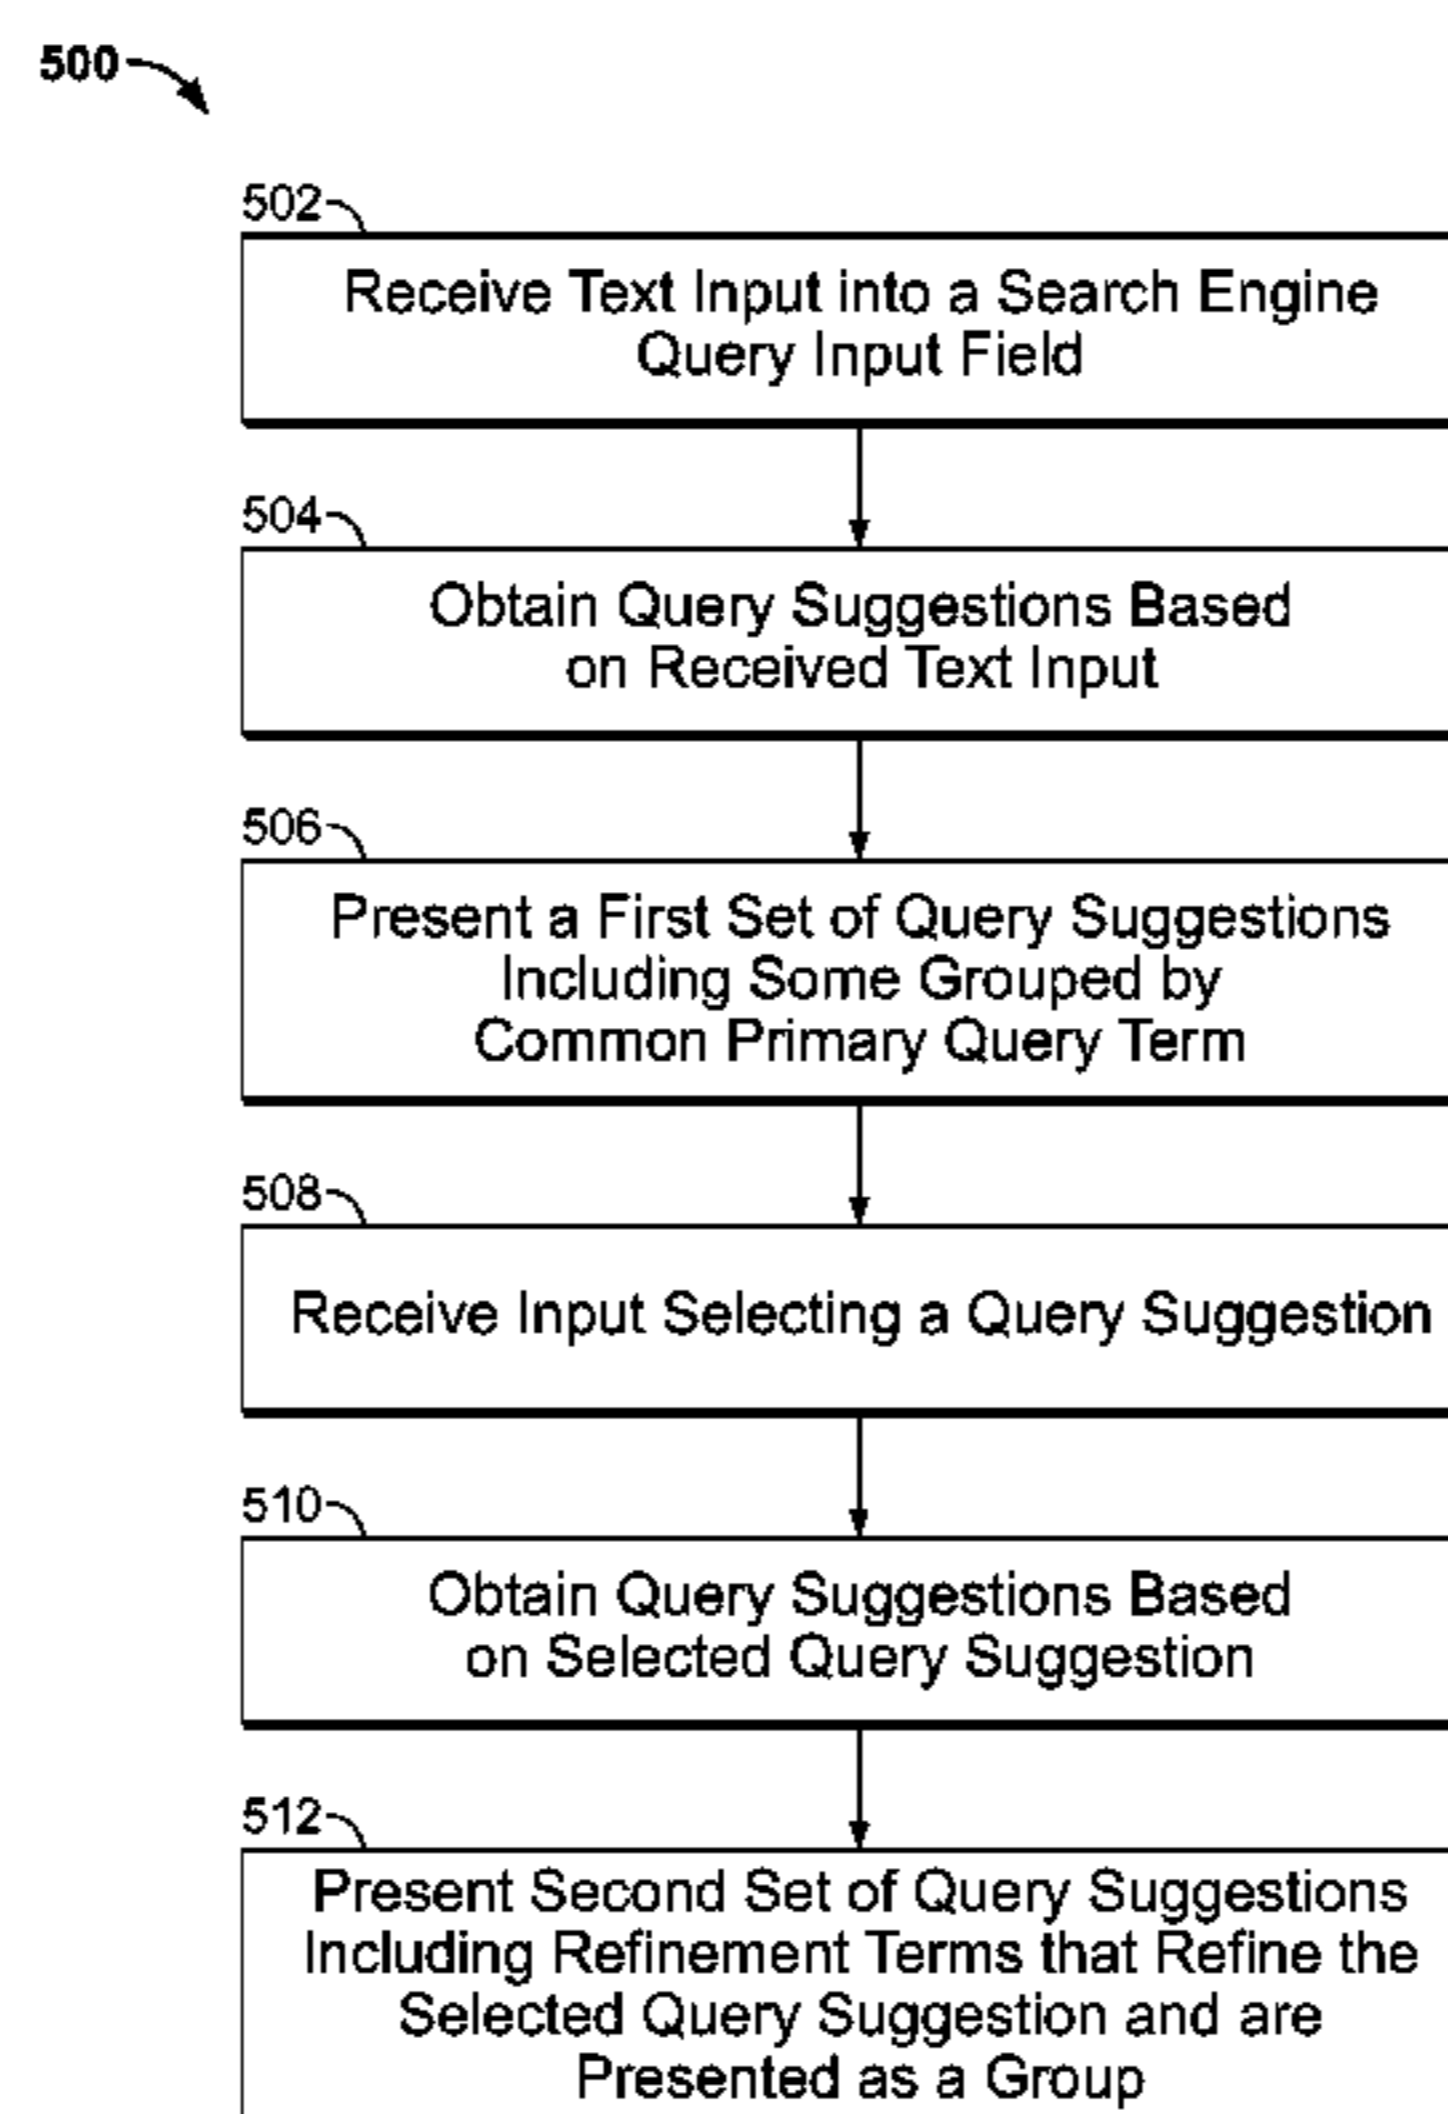 500
502
Receive Text Input into a Search Engine
Query Input Field
504
Obtain Query Suggestions Based
on Received Text Input
506
Present a First Set of Query Suggestions
Including Some Grouped by
Common Primary Query Term
508
Receive Input Selecting a Query Suggestion
510
Obtain Query Suggestions Based
on Selected Query Suggestion
512
Present Second Set of Query Suggestions
Including Refinement Terms that Refine the
Selected Query Suggestion and are
Presented as a Group